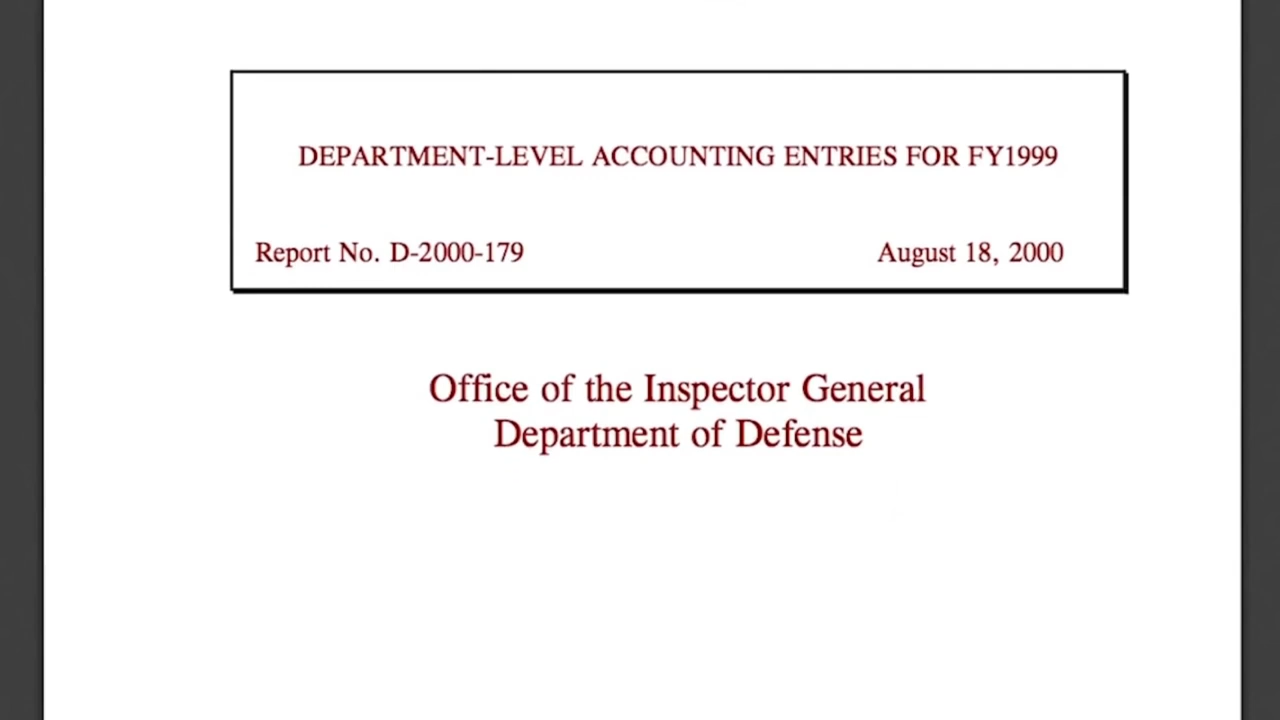 DEPARTMENT-LEVEL ACCOUNTING ENTRIES FOR FY1999
Report No. D-2000-179 August 18, 2000
Office of the Inspector General
Department of Defense